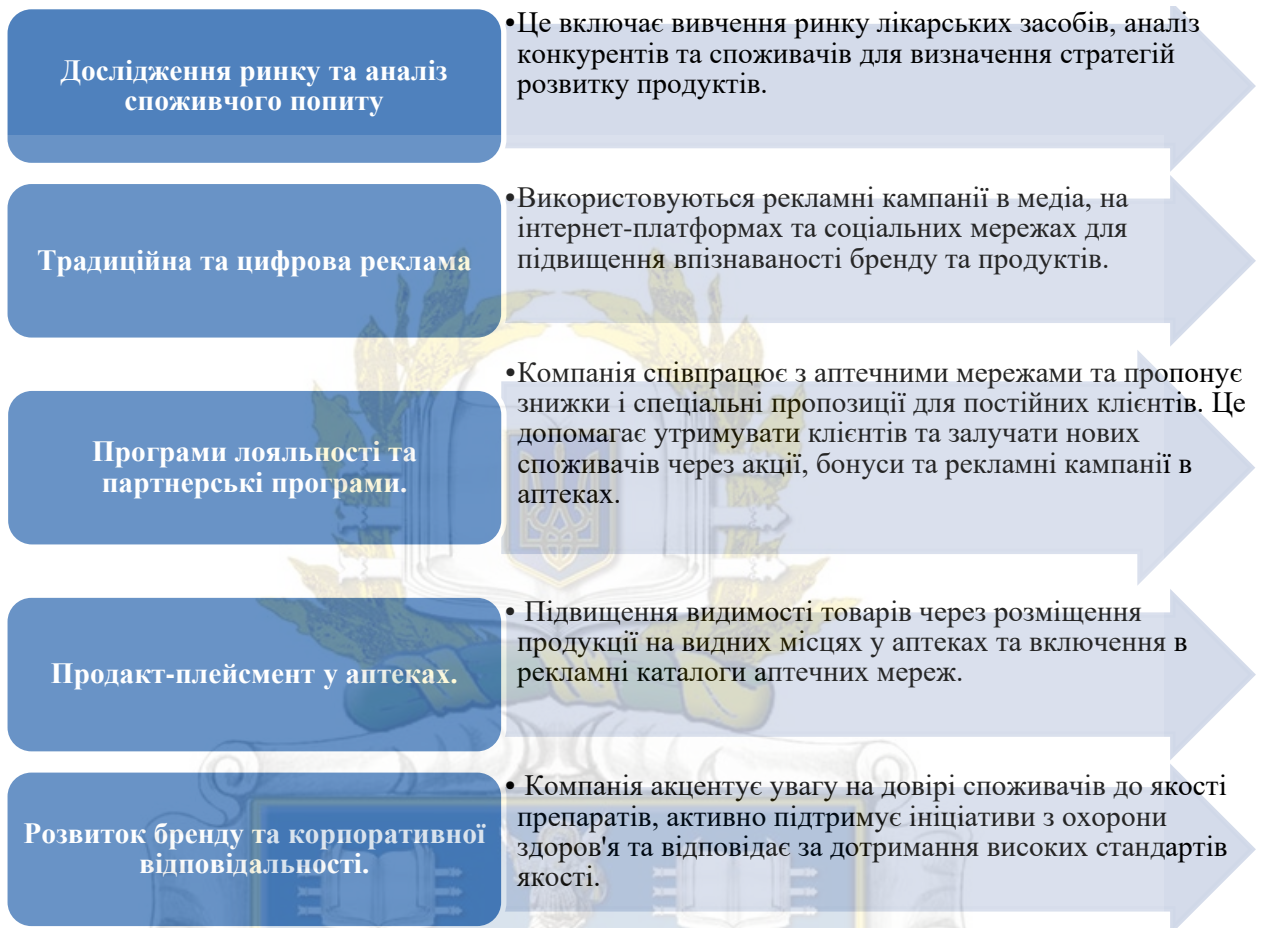 Дослідження ринку та аналіз
споживчого попиту
•Це включає вивчення ринку лікарських засобів, аналіз
конкурентів та споживачів для визначення стратегій
розвитку продуктів.
Традиційна та цифрова реклама
•Використовуються рекламні кампанії в медіа, на
інтернет-платформах та соціальних мережах для
підвищення впізнаваності бренду та продуктів.
Програми лояльності та
партнерські програми.
•Компанія співпрацює з аптечними мережами та пропонує
знижки і спеціальні пропозиції для постійних клієнтів. Це
допомагає утримувати клієнтів та залучати нових
споживачів через акції, бонуси та рекламні кампанії в
аптеках.
Продакт-плейсмент у аптеках.
• Підвищення видимості товарів через розміщення
продукції на видних місцях у аптеках та включення в
рекламні каталоги аптечних мереж.
Розвиток бренду та корпоративної
відповідальності.
• Компанія акцентує увагу на довірі споживачів до якості
препаратів, активно підтримує ініціативи з охорони
здоров'я та відповідає за дотримання високих стандартів
якості.